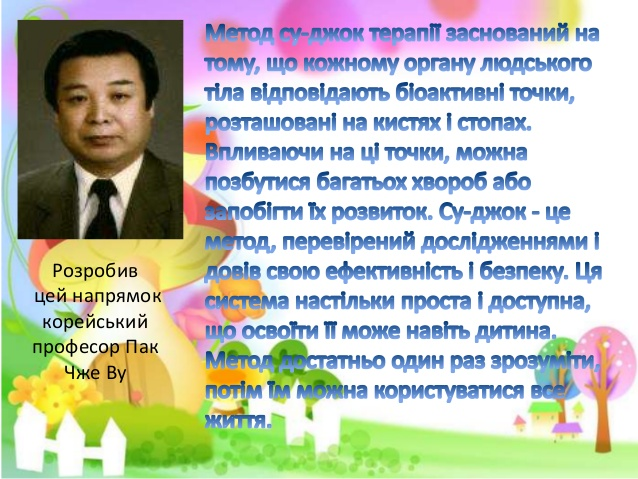 Метод су-джок терапії заснований на
тому, що кожному органу людського
тіла відповідають біоактивні точки,
розташовані на кистях і стопах.
Впливаючи на ці точки, можна
позбутися багатьох хвороб або
запобігти їх розвиток. Су-джок - це
метод, перевірений дослідженнями і
довів свою ефективність і безпеку. Ця
система настільки проста і доступна,
що освоїти її може навіть дитина.
Метод достатньо один раз зрозуміти,
потім їм можна користуватися все
життя.
Розробив
цей напрямок
корейський
професор Пак
Чже Ву